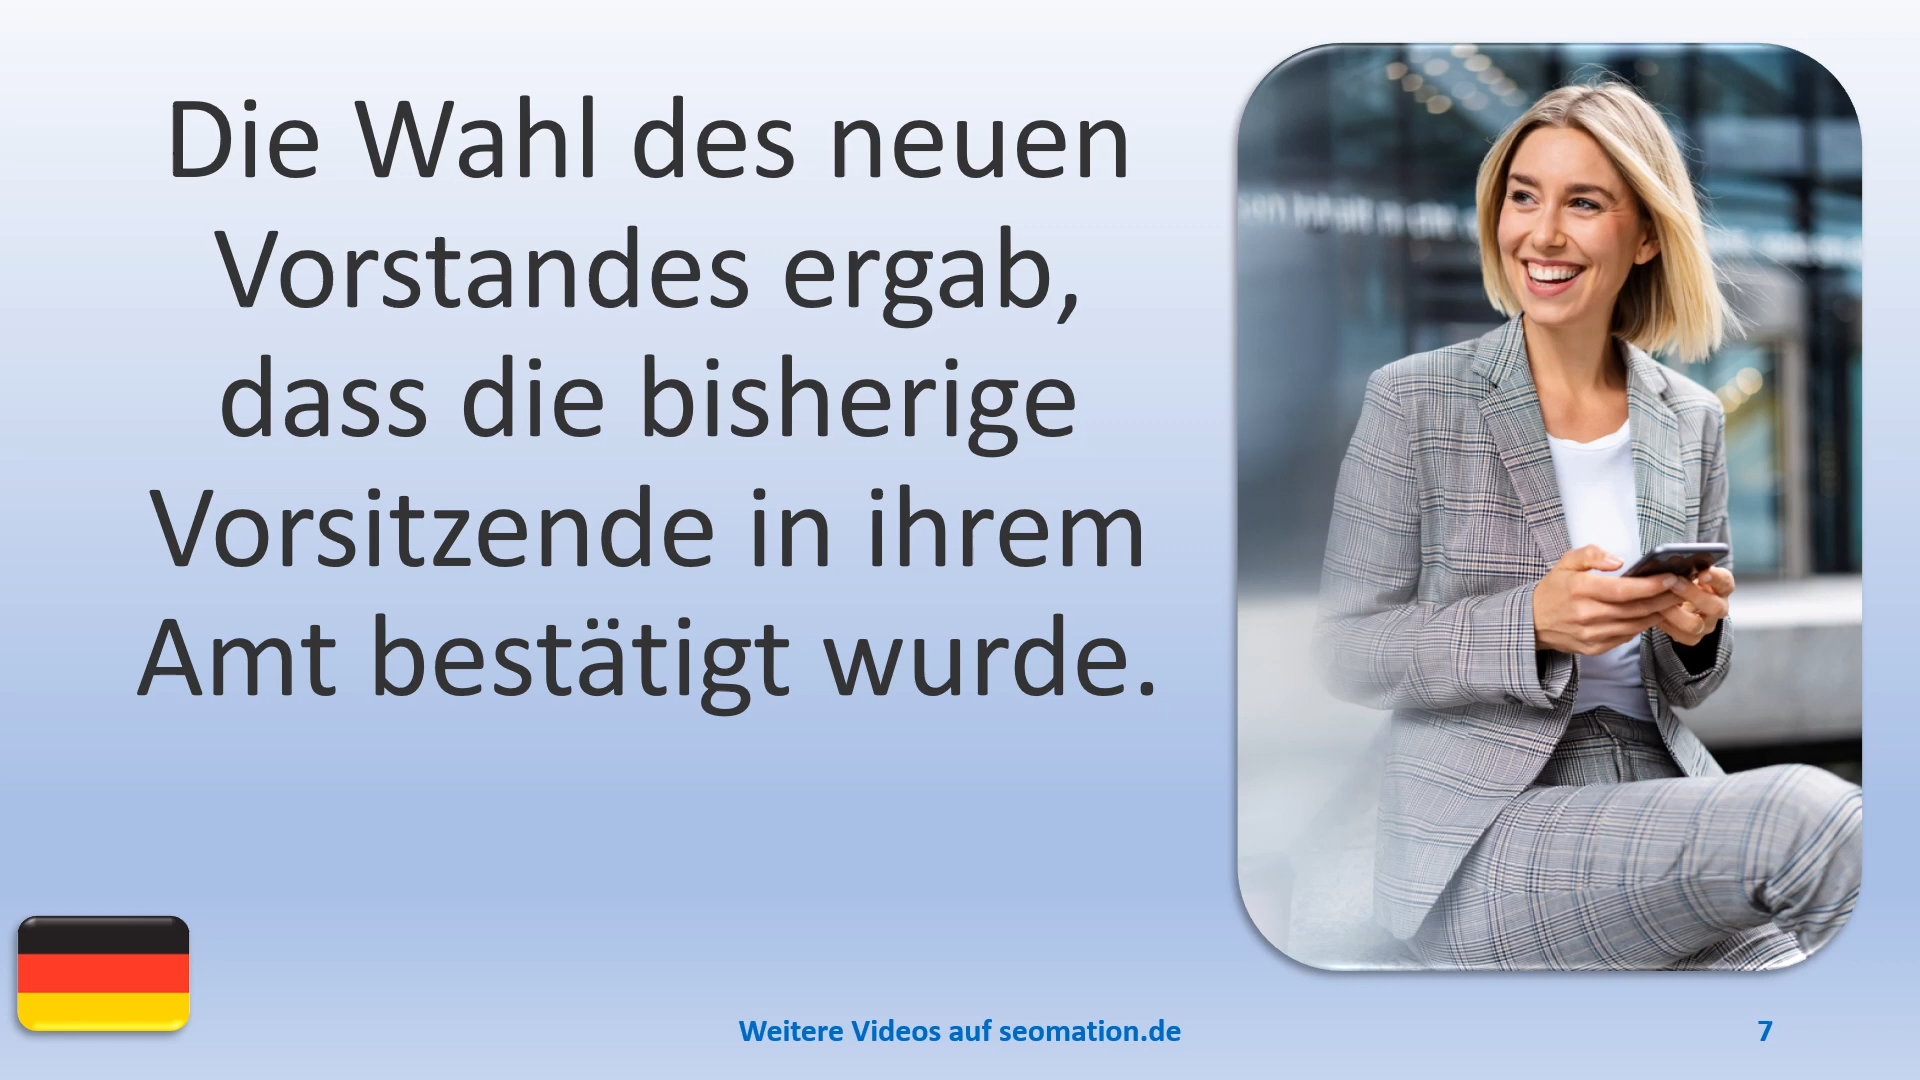 Die Wahl des neuen
Vorstandes ergab,
dass die bisherige
Vorsitzende in ihrem
Amt bestätigt wurde.
Weitere Videos auf seomation.de
7